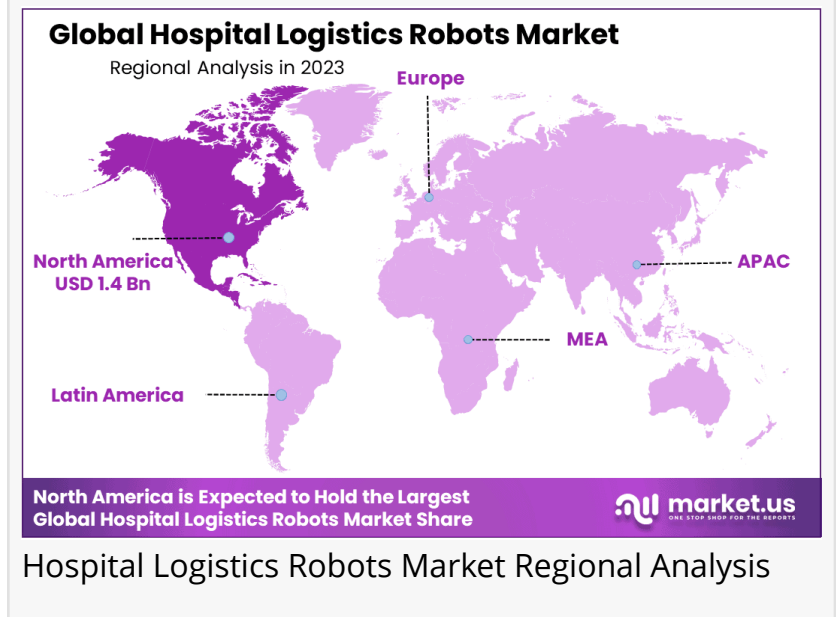 Global Hospital Logistics Robots Market
Regional Analysis in 2023
Europe
North America
USD 1.4 Bn
APAC
MEA
Latin America
North America is Expected to Hold the Largest
Global Hospital Logistics Robots Market Share
market.us
ONE STOP SHOP FOR THE REPORTS
Hospital Logistics Robots Market Regional Analysis